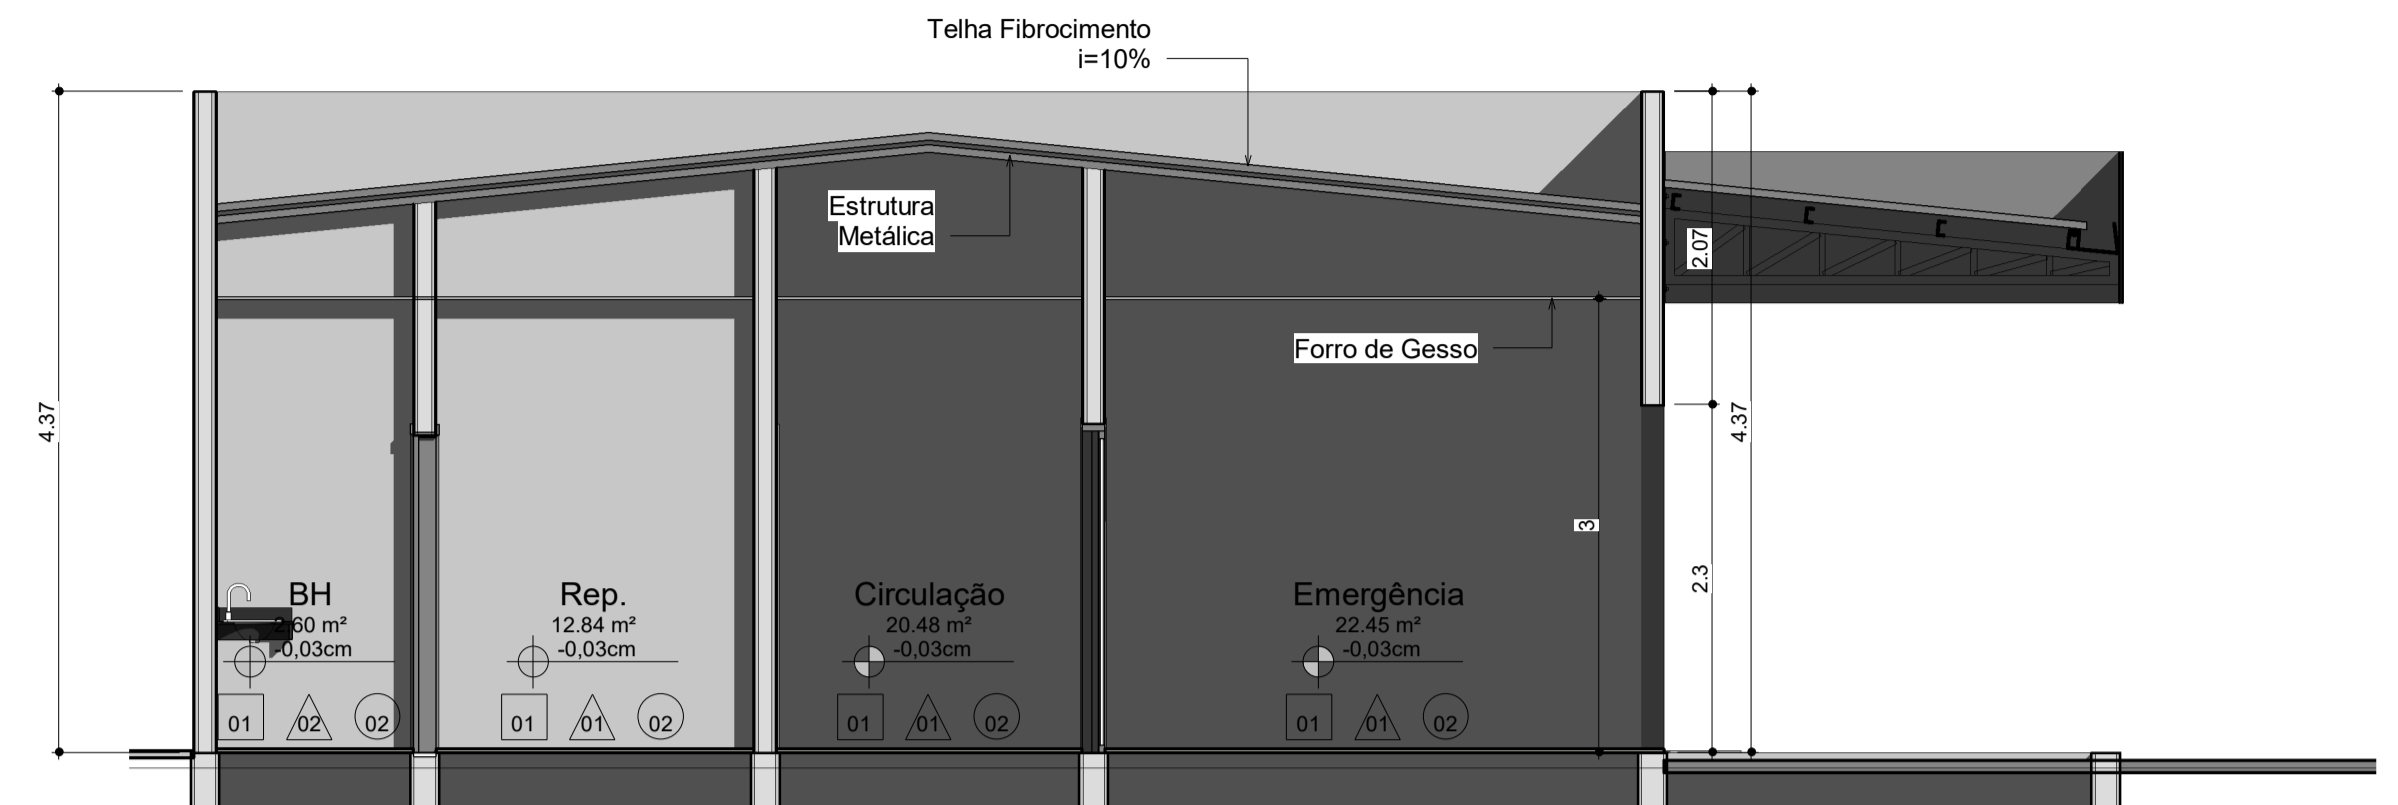 Telha Fibrocimento
i=10%
Estrutura
Metálica
2.07
Forro de Gesso
4.37
4.37
3
2.3
BH
2.60 m²
-0,03cm
Rep.
12.84 m²
-0,03cm
Circulação
20.48 m²
-0,03cm
Emergência
22.45 m²
-0,03cm
01 02 02
01 01 02
01 01 02
01 01 02